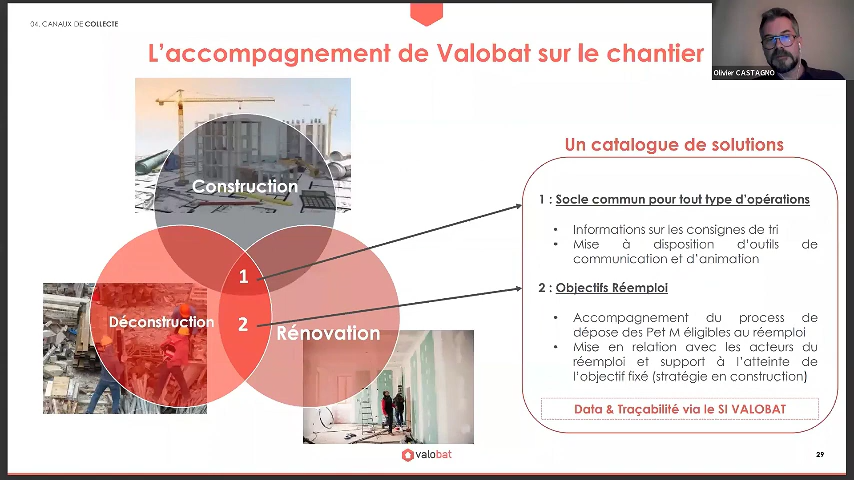 04. CANAUX DE COLLECTE
L'accompagnement de Valobat sur le chantier
Olivier CASTAGNO
Construction
Un catalogue de solutions
1 : Socle commun pour tout type d'opérations
• Informations sur les consignes de tri
• Mise à disposition d'outils de
communication et d'animation
1
2 : Objectifs Réemploi
Déconstruction
2
Rénovation
• Accompagnement du process de
dépose des Pet M éligibles au réemploi
• Mise en relation avec les acteurs du
réemploi et support à l'atteinte de
l'objectif fixé (stratégie en construction)
Data & Traçabilité via le SI VALOBAT
valobat
29